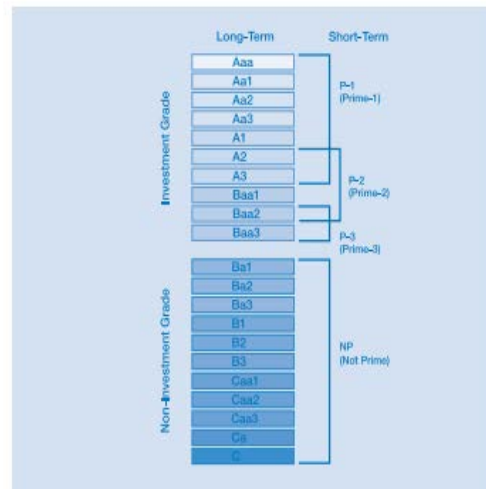 Long-Term Short-Term
Investment Grade
Aaa
Aa1
Aa2
Aa3
A1
A2
A3
Baa1
Baa2
Baa3
P-1
(Prime-1)
P-2
(Prime-2)
P-3
(Prime-3)
Non-Investment Grade
Ba1
Ba2
Ba3
B1
B2
B3
Caa1
Caa2
Caa3
Ca
C
NP
(Not Prime)